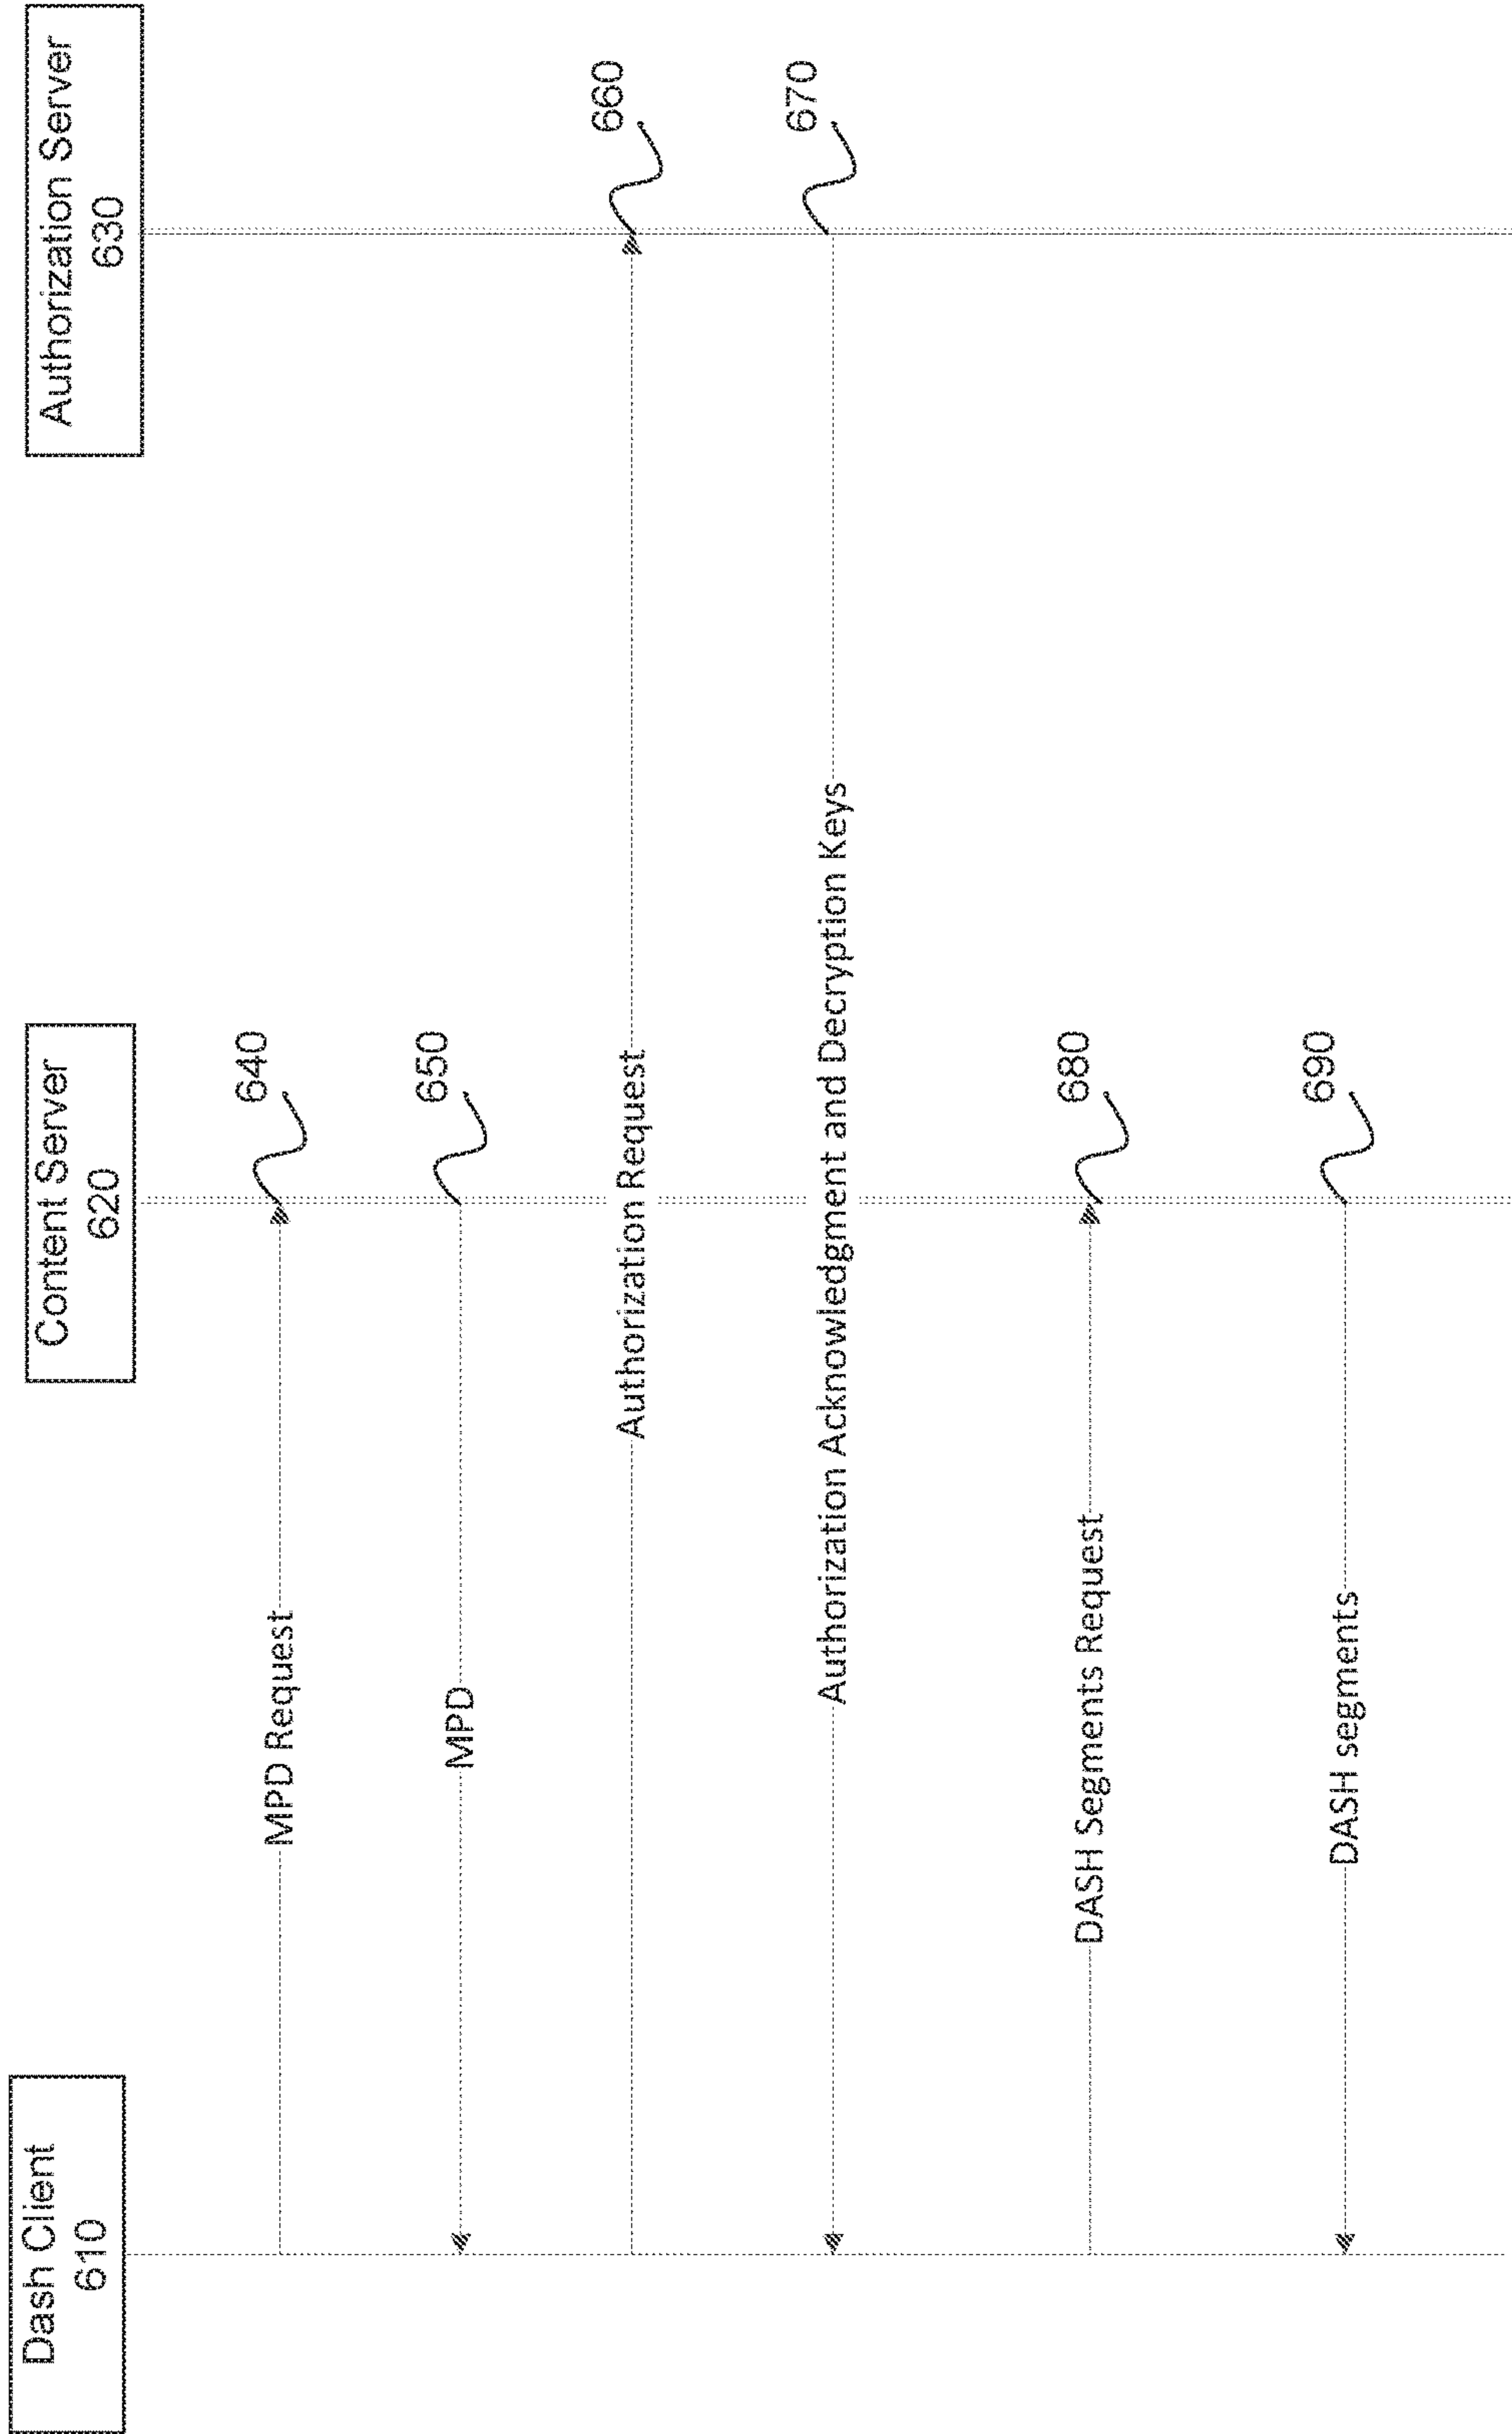 Dash Client
610
Content Server
620
Authorization Server
630
MPD Request
640
MPD
650
Authorization Request
660
Authorization Acknowledgment and Decryption Keys
670
DASH Segments Request
680
DASH segments
690